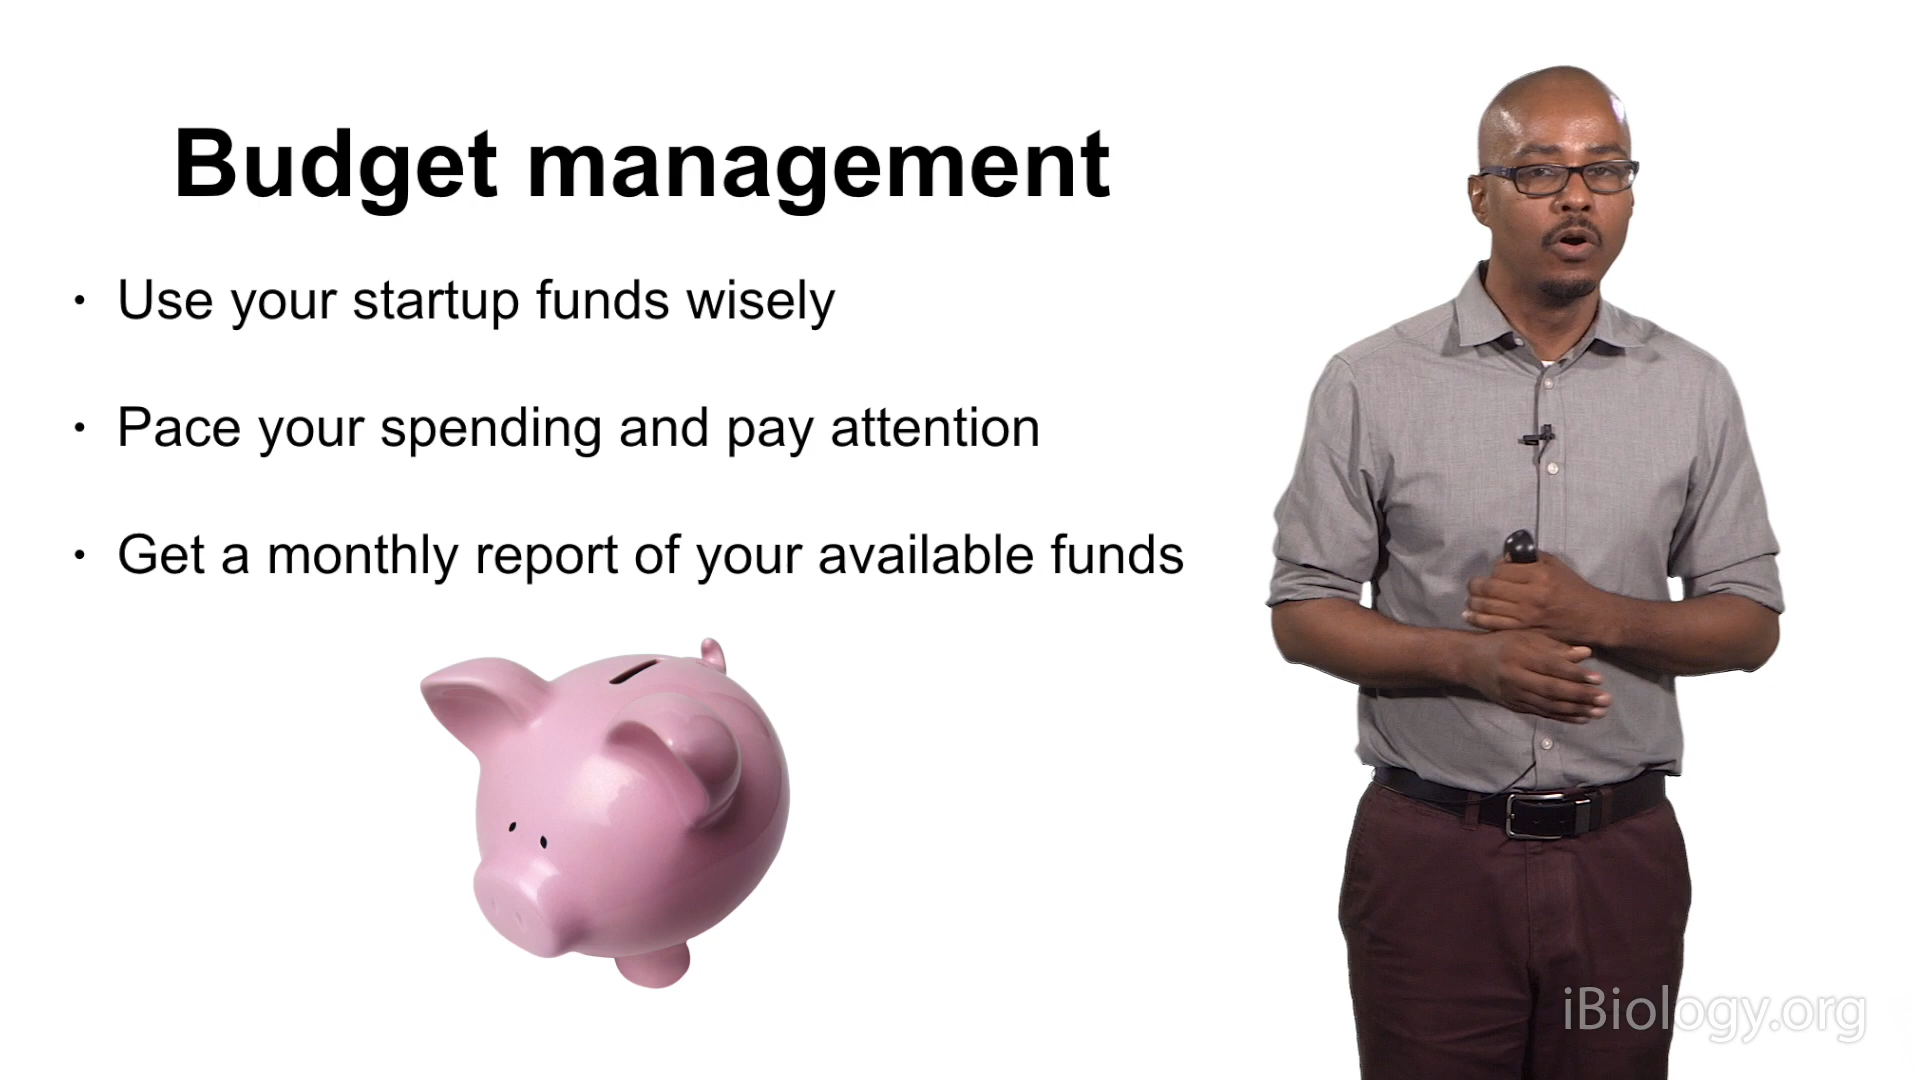 Budget management
• Use your startup funds wisely
• Pace your spending and pay attention
• Get a monthly report of your available funds
iBiology.org